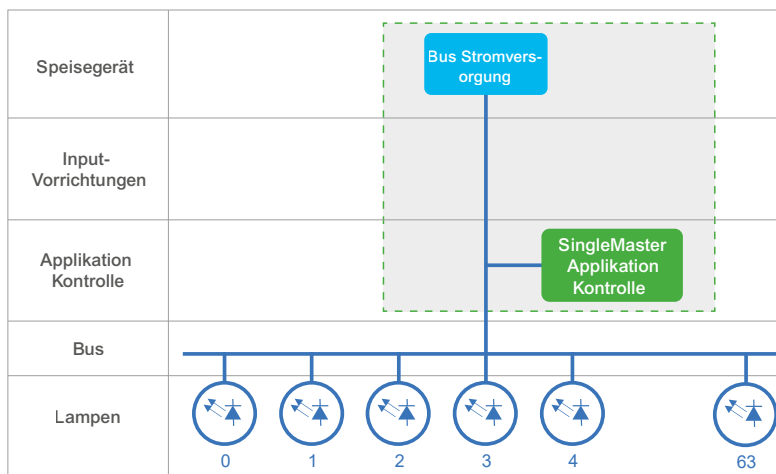 Speisegerät
Bus Stromvers-
orgung
Input-
Vorrichtungen
Applikation
Kontrolle
SingleMaster
Applikation
Kontrolle
Bus
Lampen
0 1 2 3 4 63